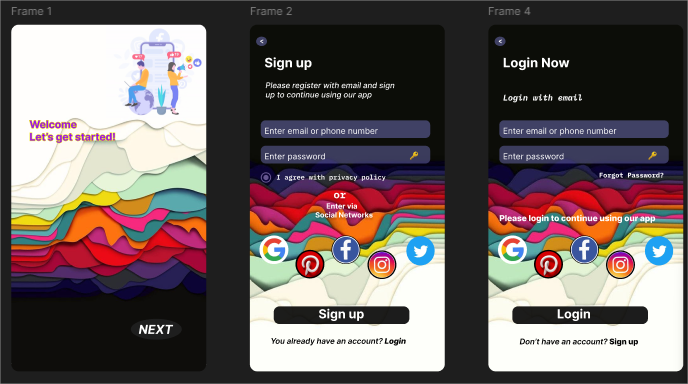 Frame 1
Welcome
Let's get started!
NEXT
Frame 2
<
Sign up
Please register with email and sign
up to continue using our app
Enter email or phone number
Enter password
I agree with privacy policy
or
Enter via
Social Networks
Sign up
You already have an account? Login
Frame 4
<
Login Now
Login with email
Enter email or phone number
Enter password
Forgot Password?
Please login to continue using our app
Login
Don't have an account? Sign up